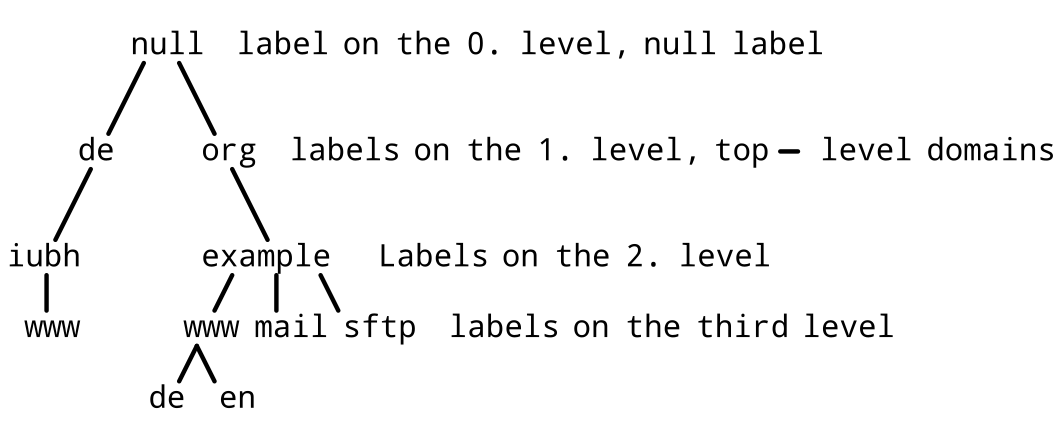 null label on the 0. level, null label
de org labels on the 1. level, top - level domains
iubh example Labels on the 2. level
www www mail sftp labels on the third level
de en